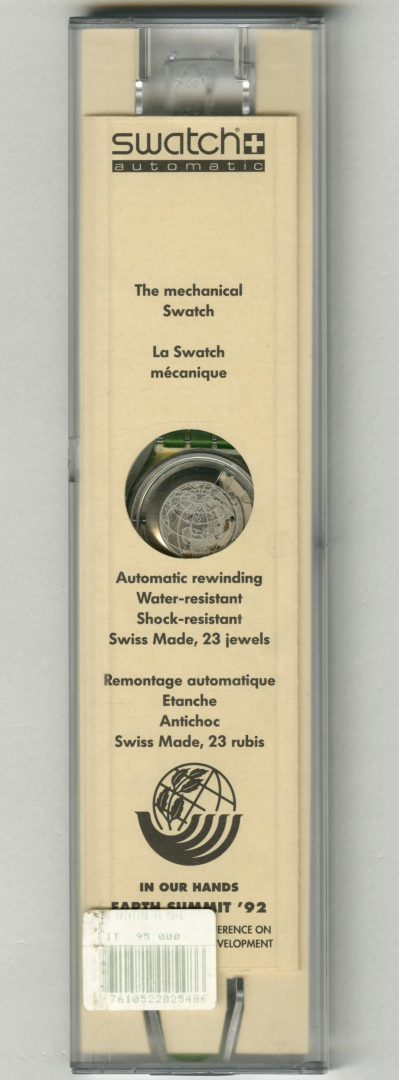 swatch
automatic
The mechanical
Swatch
La Swatch
mécanique
Automatic rewinding
Water-resistant
Shock-resistant
Swiss Made, 23 jewels
Remontage automatique
Etanche
Antichoc
Swiss Made, 23 rubis
IN OUR HANDS
EARTH SUMMIT '92
ERENCE ON
VELOPMENT
IT 95 000
7610522025486